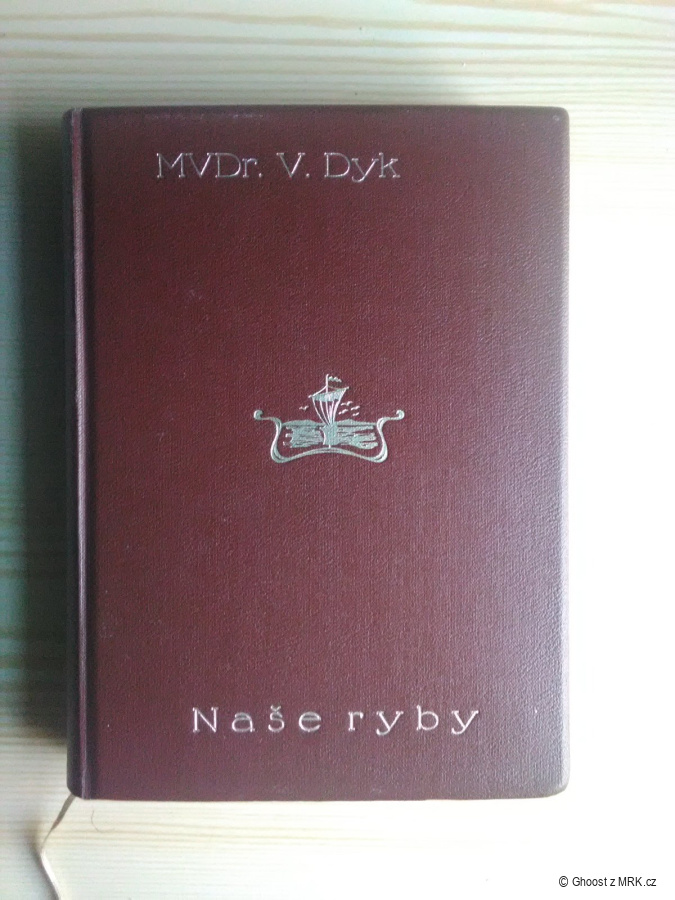 MVDr. V. Dyk
Naše ryby
© Ghoost z MRK.cz